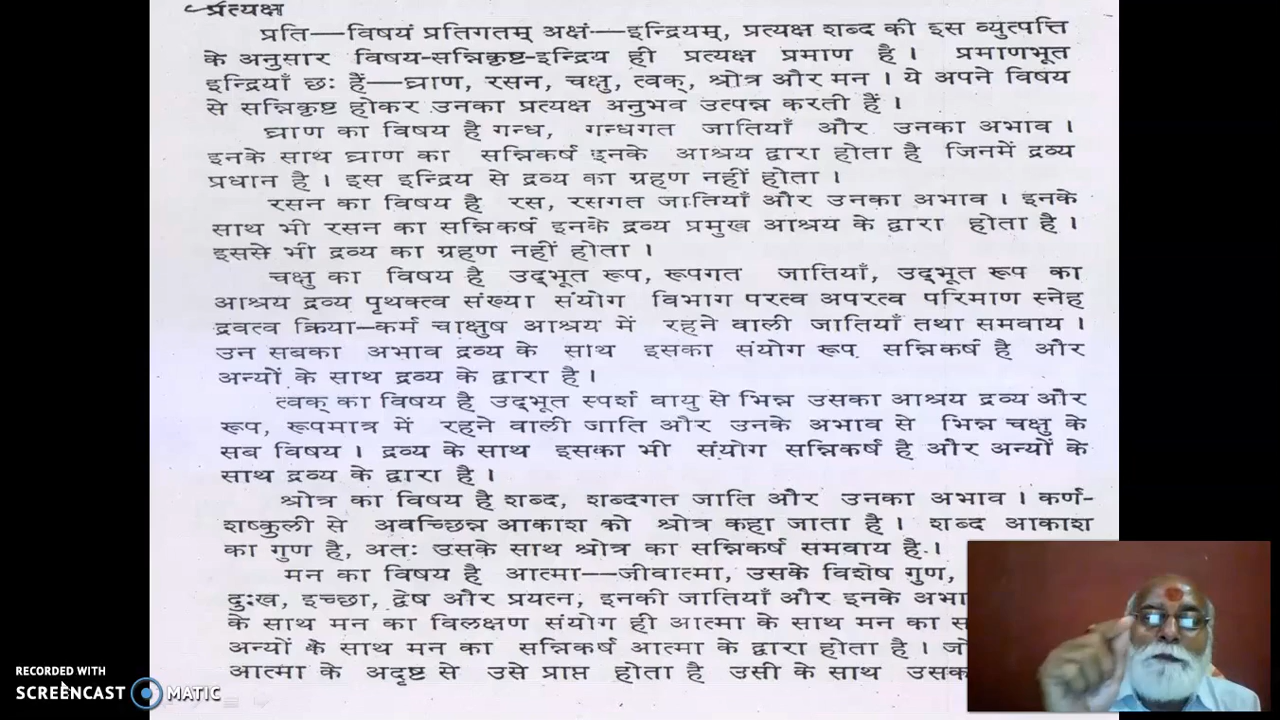 प्रत्यक्ष
प्रति—विषयं प्रतिगतम् अक्षं—इन्द्रियम्, प्रत्यक्ष शब्द की इस व्युत्पत्ति
के अनुसार विषय-सन्निकृष्ट-इन्द्रिय ही प्रत्यक्ष प्रमाण है। प्रमाणभूत
इन्द्रियाँ छः हैं—घ्राण, रसन, चक्षु, त्वक्, श्रोत्र और मन। ये अपने विषय
से सन्निकृष्ट होकर उनका प्रत्यक्ष अनुभव उत्पन्न करती हैं।
घ्राण का विषय है गन्ध, गन्धगत जातियाँ और उनका अभाव।
इनके साथ घ्राण का सन्निकर्ष इनके आश्रय द्वारा होता है जिनमें द्रव्य
प्रधान है। इस इन्द्रिय से द्रव्य का ग्रहण नहीं होता।
रसन का विषय है रस, रसगत जातियाँ और उनका अभाव। इनके
साथ भी रसन का सन्निकर्ष इनके द्रव्य प्रमुख आश्रय के द्वारा होता है।
इससे भी द्रव्य का ग्रहण नहीं होता।
चक्षु का विषय है उद्भूत रूप, रूपगत जातियाँ, उद्भूत रूप का
आश्रय द्रव्य पृथक्त्व संख्या संयोग विभाग परत्व अपरत्व परिमाण स्नेह
द्रवत्व क्रिया—कर्म चाक्षुष आश्रय में रहने वाली जातियाँ तथा समवाय।
उन सबका अभाव द्रव्य के साथ इसका संयोग रूप सन्निकर्ष है और
अन्यों के साथ द्रव्य के द्वारा है।
त्वक् का विषय है उद्भूत स्पर्श वायु से भिन्न उसका आश्रय द्रव्य और
रूप, रूपमात्र में रहने वाली जाति और उनके अभाव से भिन्न चक्षु के
सब विषय। द्रव्य के साथ इसका भी संयोग सन्निकर्ष है और अन्यों के
साथ द्रव्य के द्वारा है।
श्रोत्र का विषय है शब्द, शब्दगत जाति और उनका अभाव। कर्ण-
शष्कुली से अवच्छिन्न आकाश को श्रोत्र कहा जाता है। शब्द आकाश
का गुण है, अतः उसके साथ श्रोत्र का सन्निकर्ष समवाय है।
मन का विषय है आत्मा—जीवात्मा, उसके विशेष गुण,
दुःख, इच्छा, द्वेष और प्रयत्न, इनकी जातियाँ और इनके
के साथ मन का विलक्षण संयोग ही आत्मा के साथ मन का
अन्यों के साथ मन का सन्निकर्ष आत्मा के द्वारा होता है।
आत्मा के अदृष्ट से उसे प्राप्त होता है उसी के साथ
RECORDED WITH
SCREENCAST MATIC